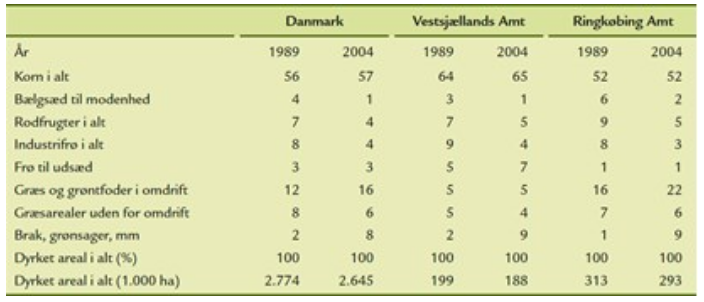 Danmark Vestsjællands Amt Ringkøbing Amt
År 1989 2004 1989 2004 1989 2004
Korn i alt 56 57 64 65 52 52
Bælgsæd til modenhed 4 1 3 1 6 2
Rodfrugter i alt 7 4 7 5 9 5
Industrifrø i alt 8 4 9 4 8 3
Frø til udsæd 3 3 5 7 1 1
Græs og grøntfoder i omdrift 12 16 5 5 16 22
Græsarealer uden for omdrift 8 6 5 4 7 6
Brak, grønsager, mm 2 8 2 9 1 9
Dyrket areal i alt (%) 100 100 100 100 100 100
Dyrket areal i alt (1.000 ha) 2.774 2.645 199 188 313 293